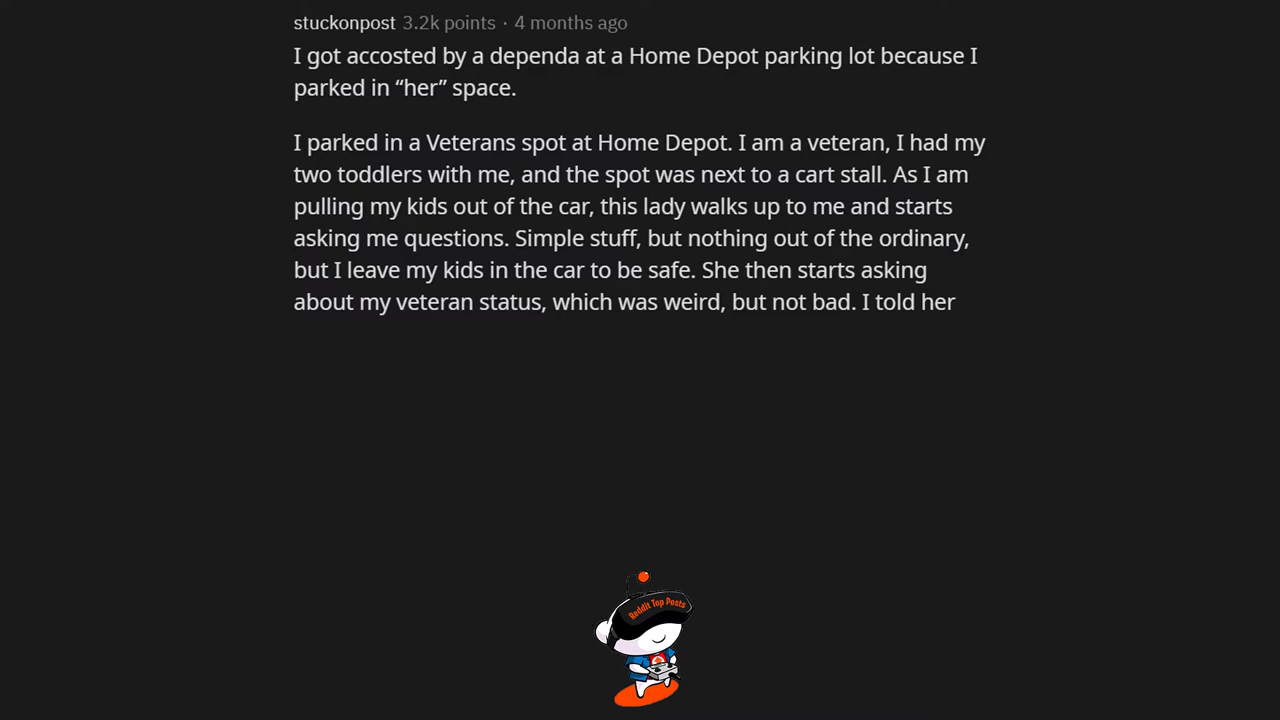 stuckonpost 3.2k points · 4 months ago
I got accosted by a dependa at a Home Depot parking lot because I
parked in “her” space.
I parked in a Veterans spot at Home Depot. I am a veteran, I had my
two toddlers with me, and the spot was next to a cart stall. As I am
pulling my kids out of the car, this lady walks up to me and starts
asking me questions. Simple stuff, but nothing out of the ordinary,
but I leave my kids in the car to be safe. She then starts asking
about my veteran status, which was weird, but not bad. I told her
Reddit Top Posts